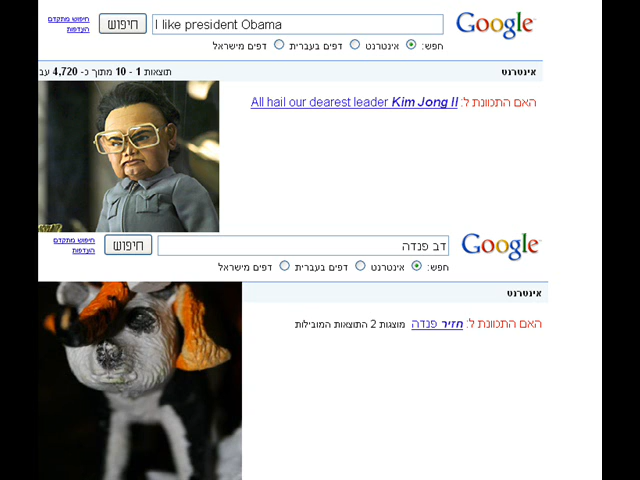 Google
I like president Obama
חיפוש
חיפוש מתקדם
העדפות
חפש: אינטרנט דפים בעברית דפים מישראל
אינטרנט
תוצאות 1 - 10 מתוך כ- 4,720 עב
האם התכוונת ל: All hail our dearest leader Kim Jong Il
Google
דב פנדה
חיפוש
חיפוש מתקדם
העדפות
חפש: אינטרנט דפים בעברית דפים מישראל
אינטרנט
האם התכוונת ל: חזיר פנדה מוצגות 2 התוצאות המובילות